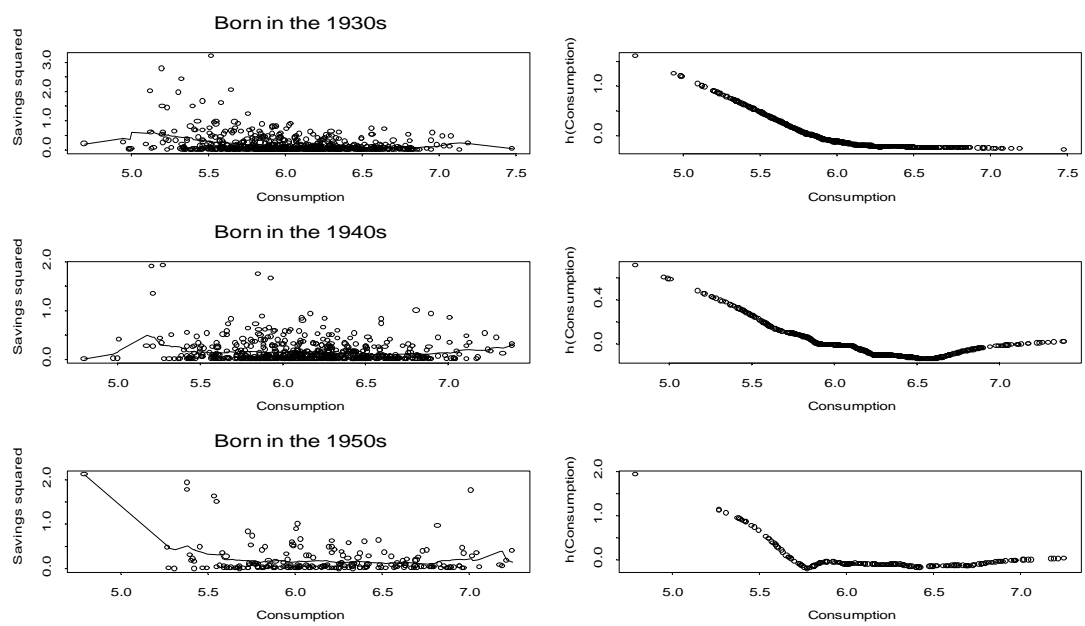 Born in the 1930s
Savings squared
0.0 1.0 2.0 3.0
5.0 5.5 6.0 6.5 7.0 7.5
Consumption
h(Consumption)
0.0 1.0
5.0 5.5 6.0 6.5 7.0 7.5
Consumption
Born in the 1940s
Savings squared
0.0 1.0 2.0
5.0 5.5 6.0 6.5 7.0
Consumption
h(Consumption)
0.0 0.4
5.0 5.5 6.0 6.5 7.0
Consumption
Born in the 1950s
Savings squared
0.0 1.0 2.0
5.0 5.5 6.0 6.5 7.0
Consumption
h(Consumption)
0.0 1.0 2.0
5.0 5.5 6.0 6.5 7.0
Consumption